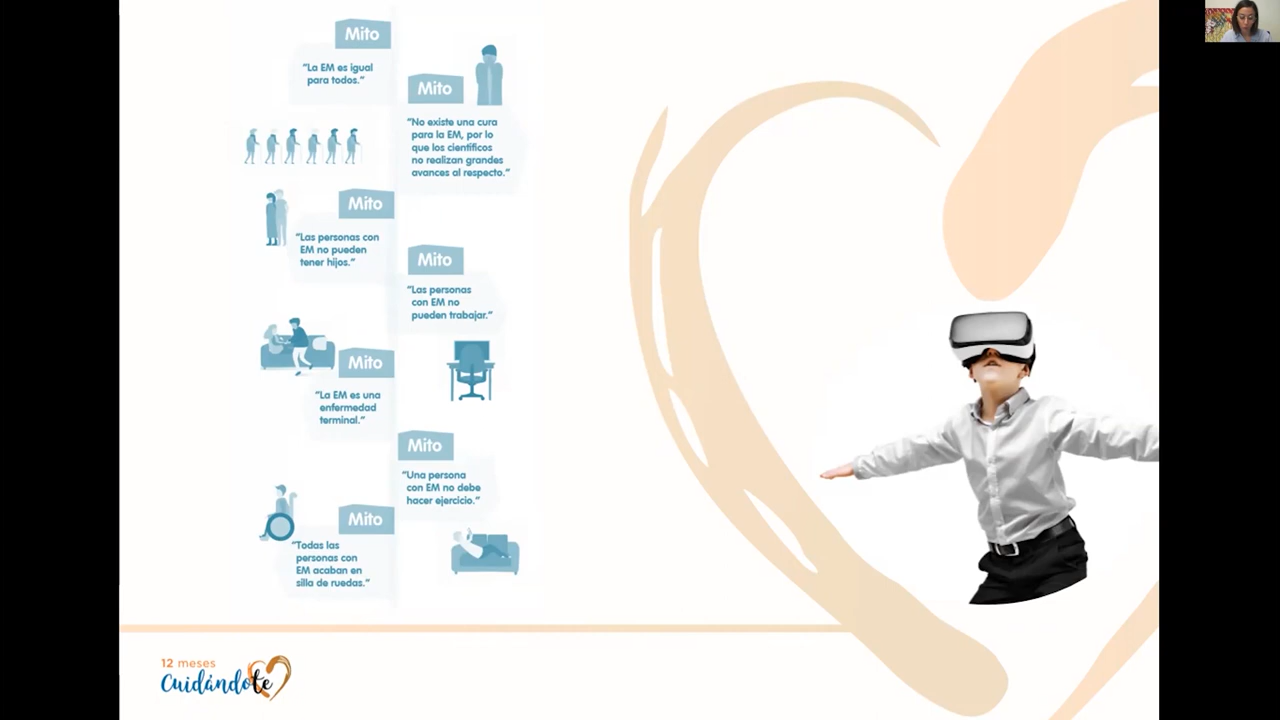 Mito
“La EM es igual
para todos.”
Mito
“No existe una cura
para la EM, por lo
que los científicos
no realizan grandes
avances al respecto.”
Mito
“Las personas con
EM no pueden
tener hijos.”
Mito
“Las personas
con EM no
pueden trabajar.”
Mito
“La EM es una
enfermedad
terminal.”
Mito
“Una persona
con EM no debe
hacer ejercicio.”
Mito
“Todas las
personas con
EM acaban en
silla de ruedas.”
12 meses
Cuidándote